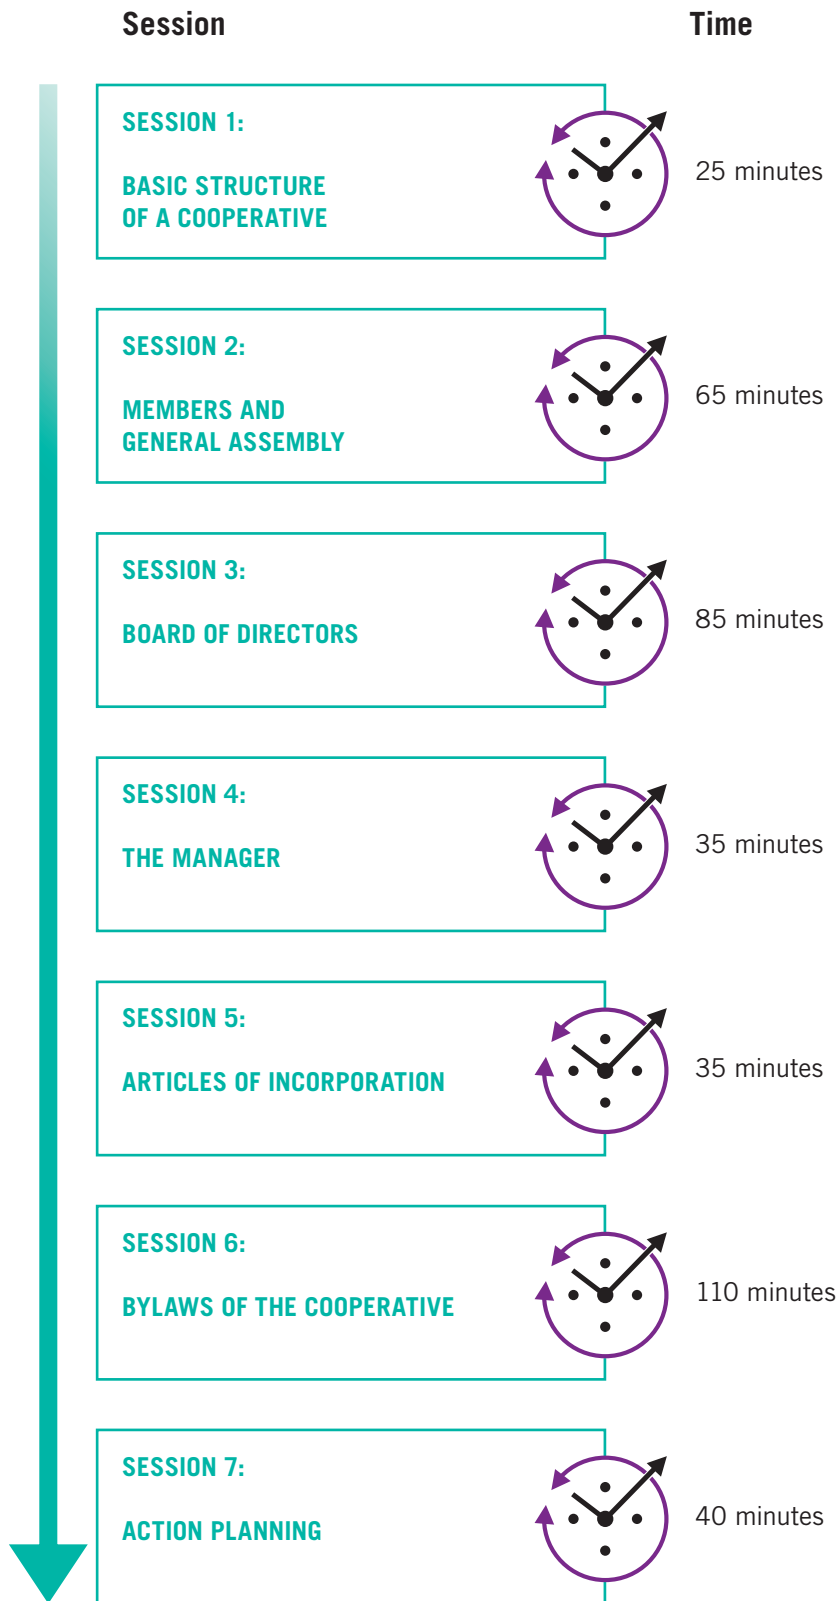 Session Time
SESSION 1:
BASIC STRUCTURE
OF A COOPERATIVE
25 minutes
SESSION 2:
MEMBERS AND
GENERAL ASSEMBLY
65 minutes
SESSION 3:
BOARD OF DIRECTORS
85 minutes
SESSION 4:
THE MANAGER
35 minutes
SESSION 5:
ARTICLES OF INCORPORATION
35 minutes
SESSION 6:
BYLAWS OF THE COOPERATIVE
110 minutes
SESSION 7:
ACTION PLANNING
40 minutes